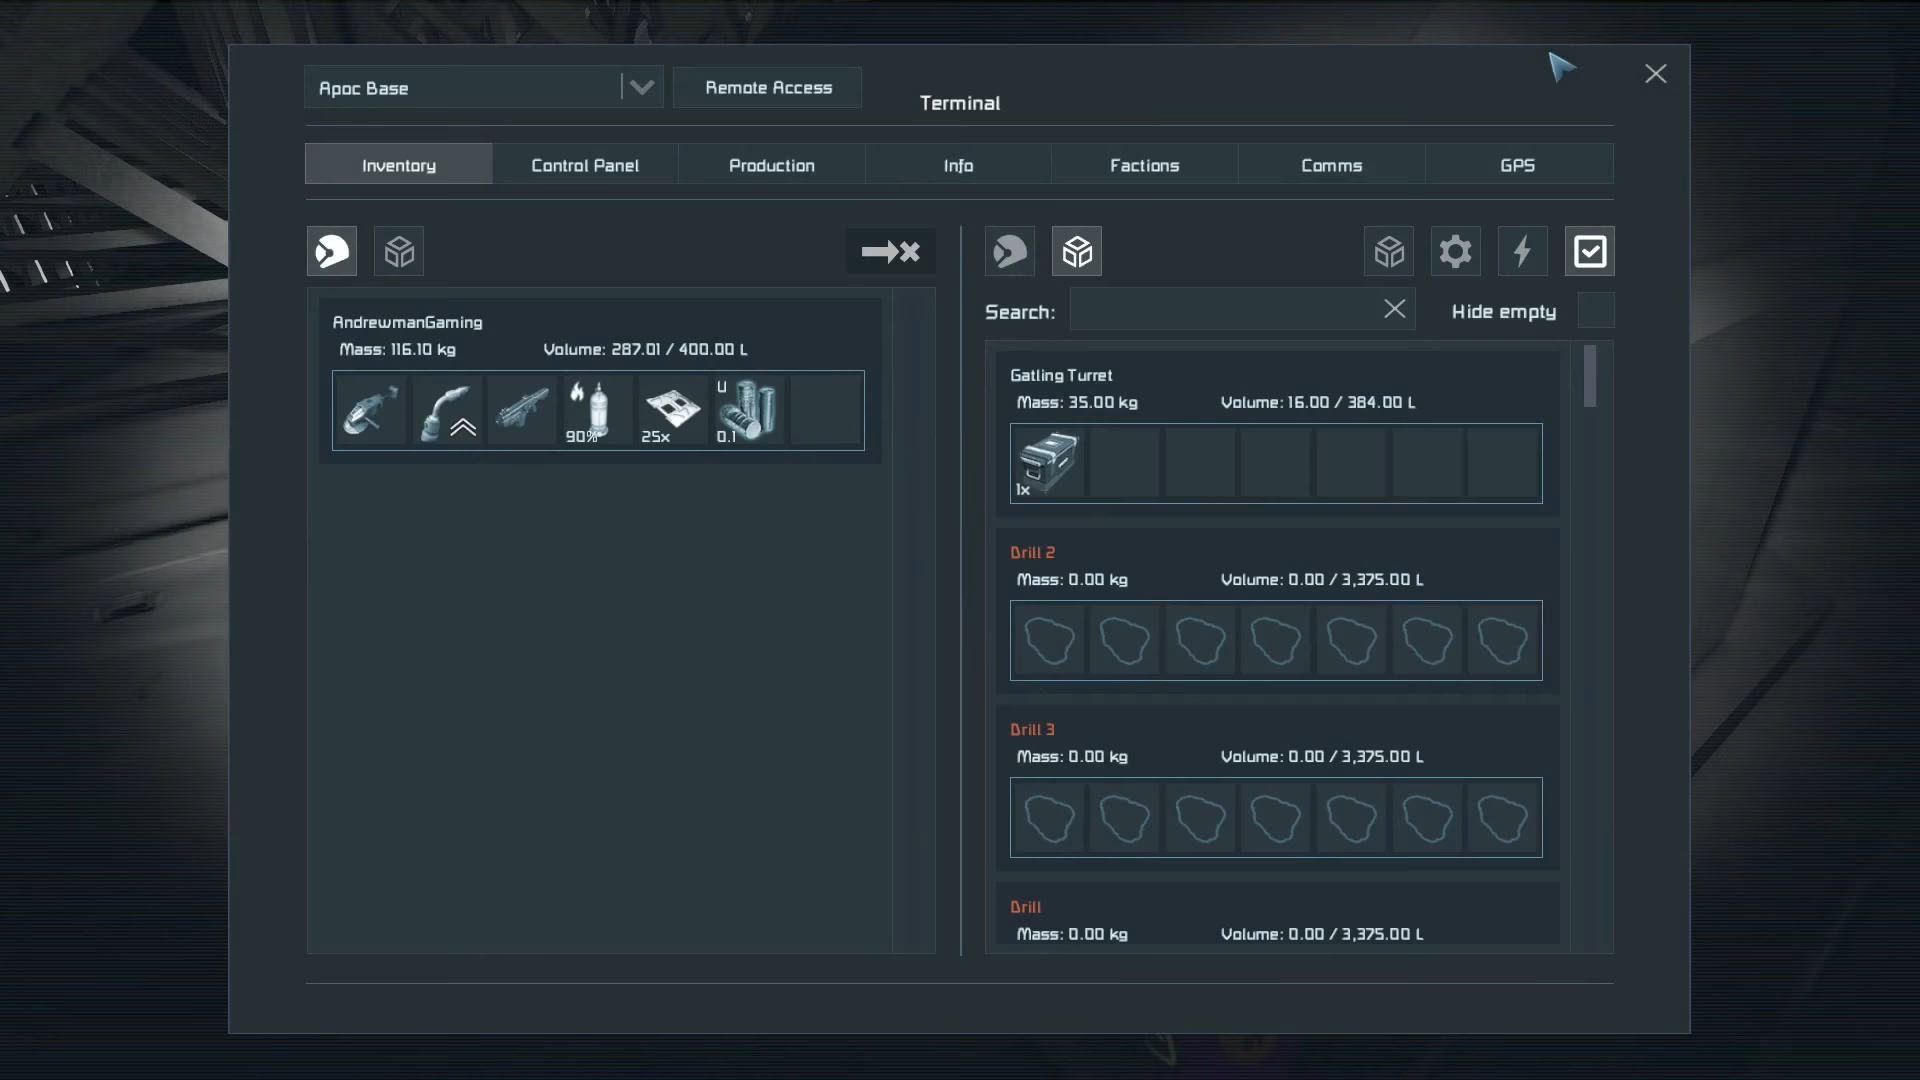 Apoc Base
Remote Access
Terminal
Inventory
Control Panel
Production
Info
Factions
Comms
GPS
AndrewmanGaming
Mass: 116.10 kg
Volume: 287.01 / 400.00 L
90%
25x
U
0.1
Search:
Hide empty
Gatling Turret
Mass: 35.00 kg
Volume: 16.00 / 384.00 L
1x
Drill 2
Mass: 0.00 kg
Volume: 0.00 / 3,375.00 L
Drill 3
Mass: 0.00 kg
Volume: 0.00 / 3,375.00 L
Drill
Mass: 0.00 kg
Volume: 0.00 / 3,375.00 L